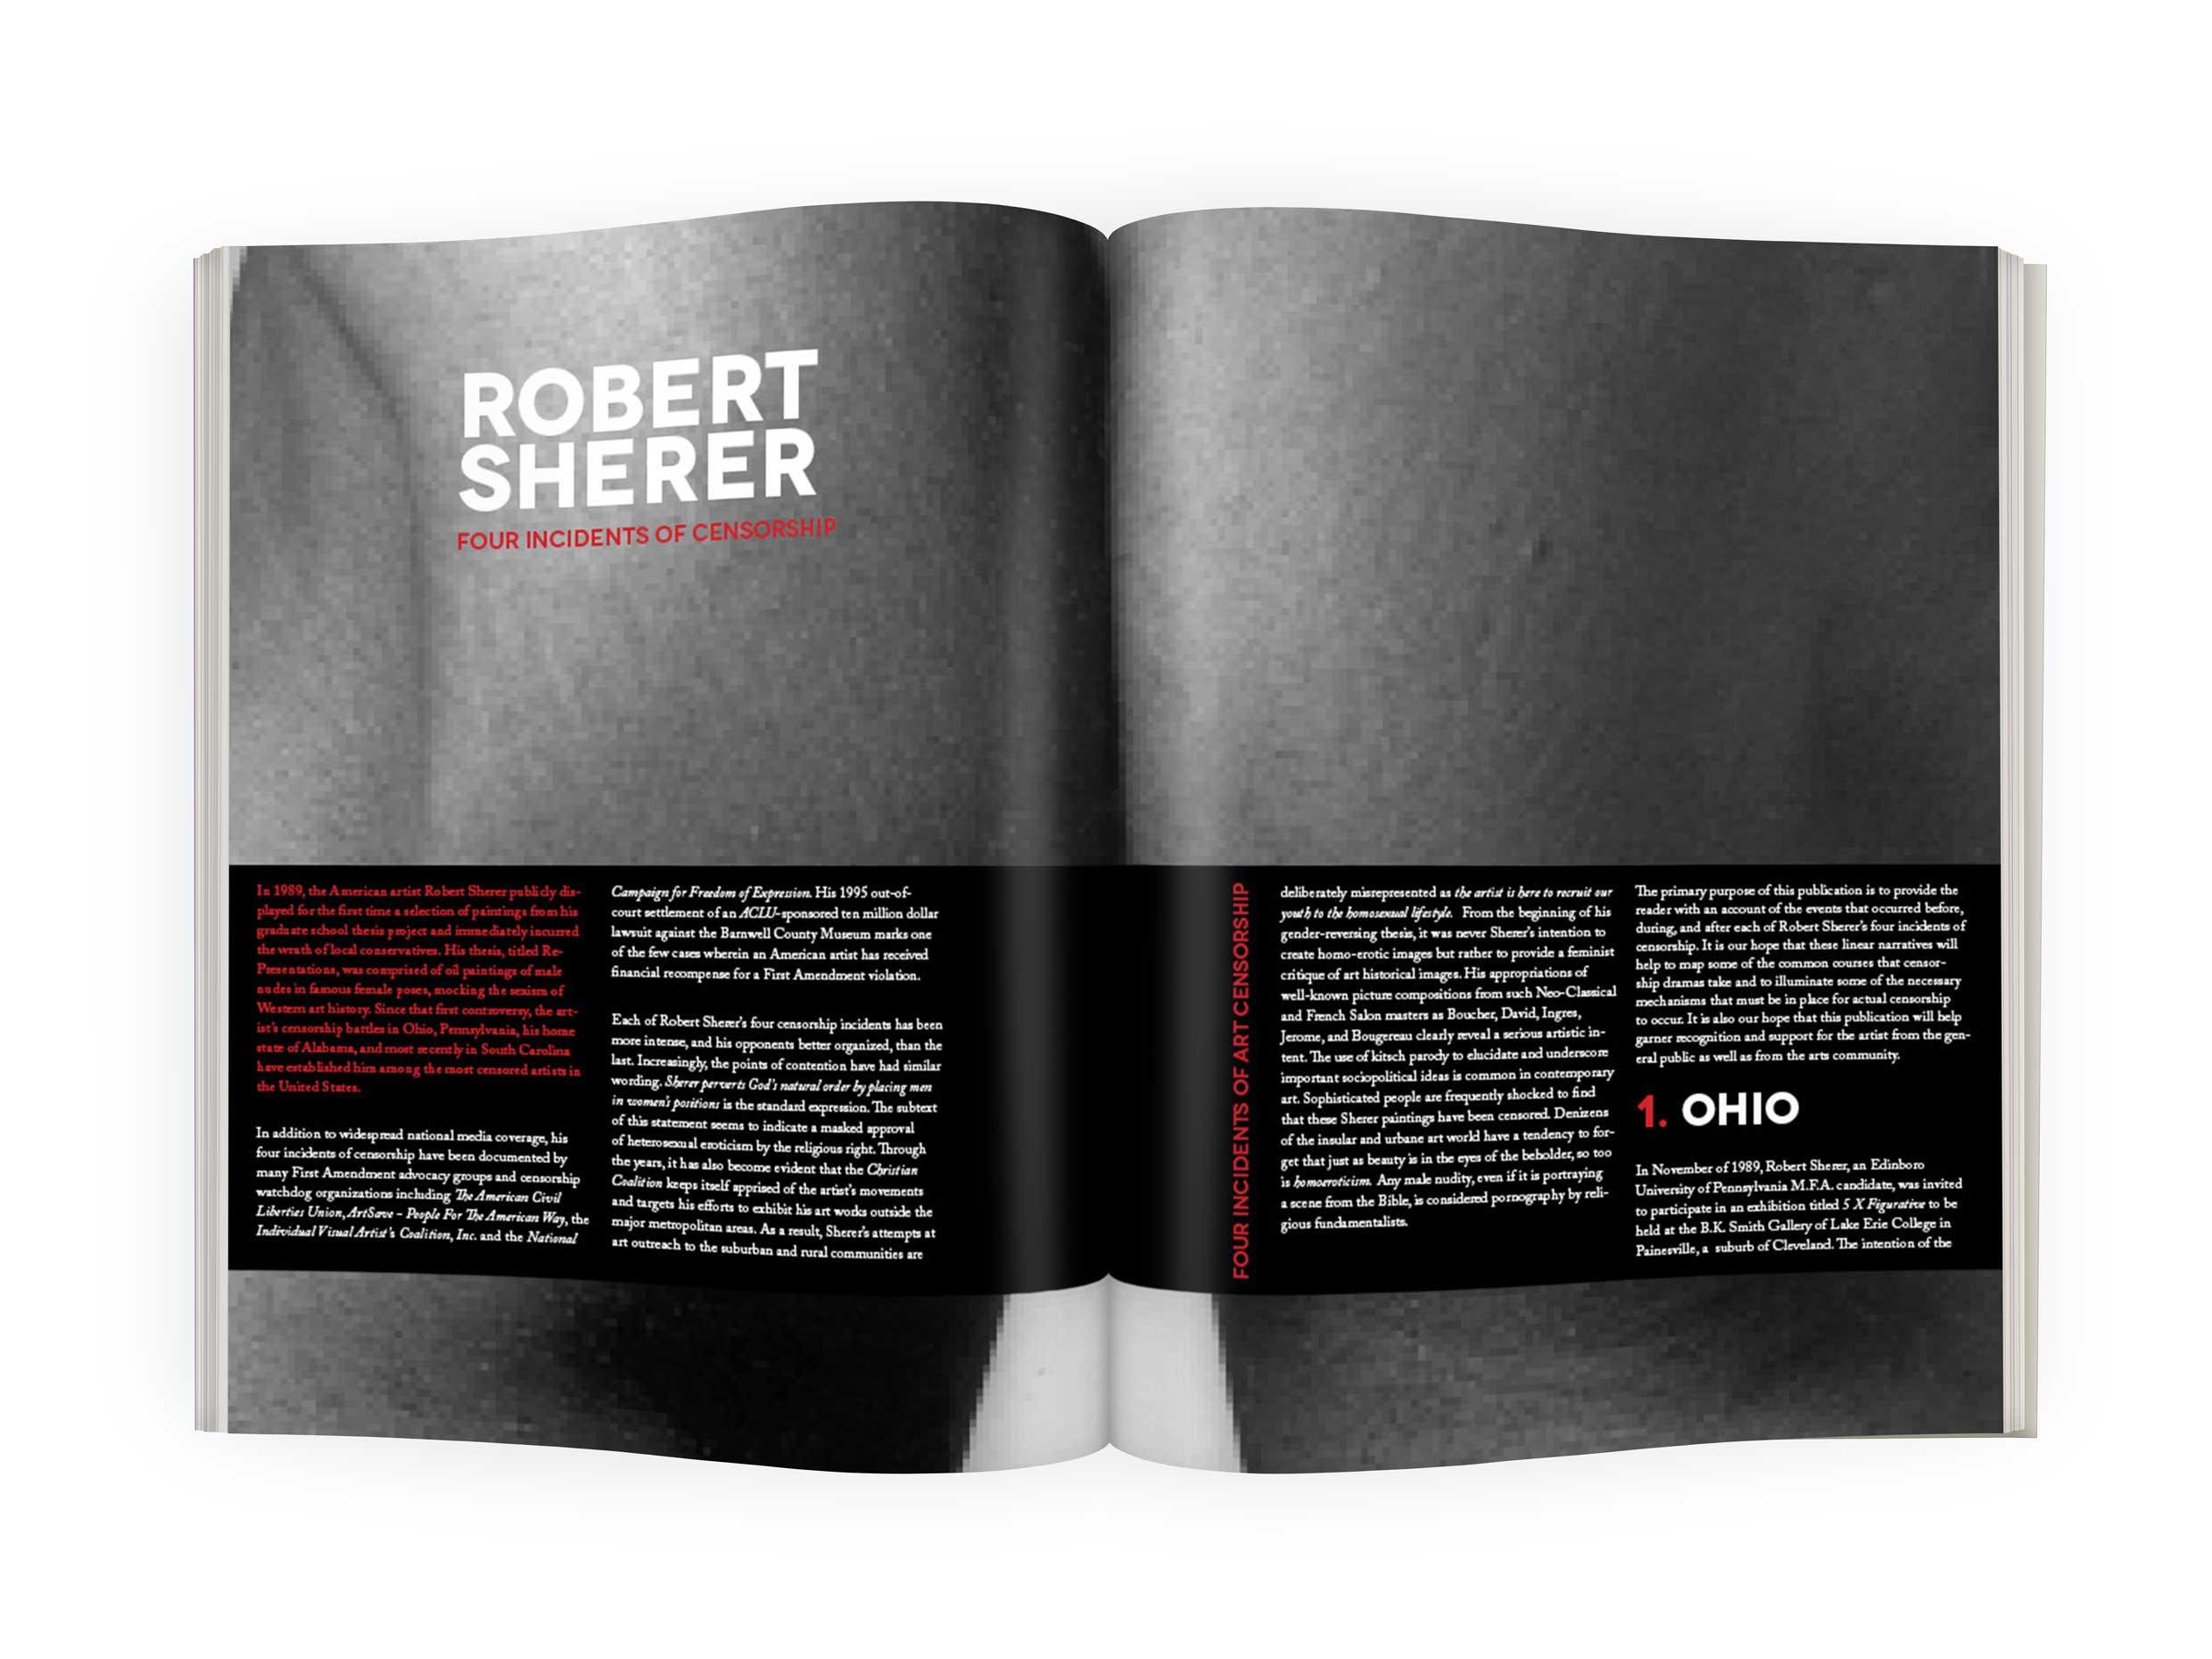 ROBERT
SHERER
FOUR INCIDENTS OF CENSORSHIP
In 1989, the American artist Robert Sherer publicly dis-
played for the first time a selection of paintings from his
graduate school thesis project and immediately incurred
the wrath of local conservatives. His thesis, titled Re-
Presentations, was comprised of oil paintings of male
nudes in famous female poses, mocking the sexism of
Western art history. Since that first controversy, the art-
ist's censorship battles in Ohio, Pennsylvania, his home
state of Alabama, and most recently in South Carolina
have established him among the most censored artists in
the United States.
In addition to widespread national media coverage, his
four incidents of censorship have been documented by
many First Amendment advocacy groups and censorship
watchdog organizations including The American Civil
Liberties Union, ArtSave – People For The American Way, the
Individual Visual Artist's Coalition, Inc. and the National
Campaign for Freedom of Expression. His 1995 out-of-
court settlement of an ACLU-sponsored ten million dollar
lawsuit against the Barnwell County Museum marks one
of the few cases wherein an American artist has received
financial recompense for a First Amendment violation.
Each of Robert Sherer's four censorship incidents has been
more intense, and his opponents better organized, than the
last. Increasingly, the points of contention have had similar
wording. Sherer perverts God's natural order by placing men
in women's positions is the standard expression. The subtext
of this statement seems to indicate a masked approval
of heterosexual eroticism by the religious right. Through
the years, it has also become evident that the Christian
Coalition keeps itself apprised of the artist's movements
and targets his efforts to exhibit his art works outside the
major metropolitan areas. As a result, Sherer's attempts at
art outreach to the suburban and rural communities are
FOUR INCIDENTS OF ART CENSORSHIP
deliberately misrepresented as the artist is here to recruit our
youth to the homosexual lifestyle. From the beginning of his
gender-reversing thesis, it was never Sherer's intention to
create homo-erotic images but rather to provide a feminist
critique of art historical images. His appropriations of
well-known picture compositions from such Neo-Classical
and French Salon masters as Boucher, David, Ingres,
Jerome, and Bougereau clearly reveal a serious artistic in-
tent. The use of kitsch parody to elucidate and underscore
important sociopolitical ideas is common in contemporary
art. Sophisticated people are frequently shocked to find
that these Sherer paintings have been censored. Denizens
of the insular and urbane art world have a tendency to for-
get that just as beauty is in the eyes of the beholder, so too
is homoeroticism. Any male nudity, even if it is portraying
a scene from the Bible, is considered pornography by reli-
gious fundamentalists.
The primary purpose of this publication is to provide the
reader with an account of the events that occurred before,
during, and after each of Robert Sherer's four incidents of
censorship. It is our hope that these linear narratives will
help to map some of the common courses that censor-
ship dramas take and to illuminate some of the necessary
mechanisms that must be in place for actual censorship
to occur. It is also our hope that this publication will help
garner recognition and support for the artist from the gen-
eral public as well as from the arts community.
1. OHIO
In November of 1989, Robert Sherer, an Edinboro
University of Pennsylvania M.F.A. candidate, was invited
to participate in an exhibition titled 5 X Figurative to be
held at the B.K. Smith Gallery of Lake Erie College in
Painesville, a suburb of Cleveland. The intention of the